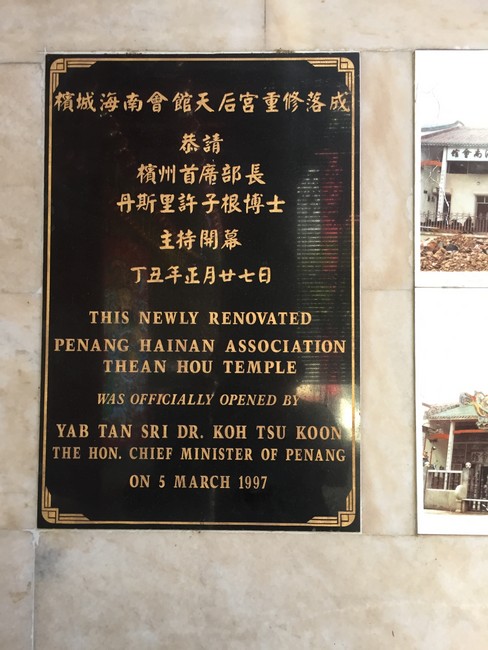 檳城海南會館天后宮重修落成
恭請
檳州首席部長
丹斯里許子根博士
主持開幕
丁丑年正月廿七日
THIS NEWLY RENOVATED
PENANG HAINAN ASSOCIATION
THEAN HOU TEMPLE
WAS OFFICIALLY OPENED BY
YAB TAN SRI DR. KOH TSU KOON
THE HON. CHIEF MINISTER OF PENANG
ON 5 MARCH 1997
館會南